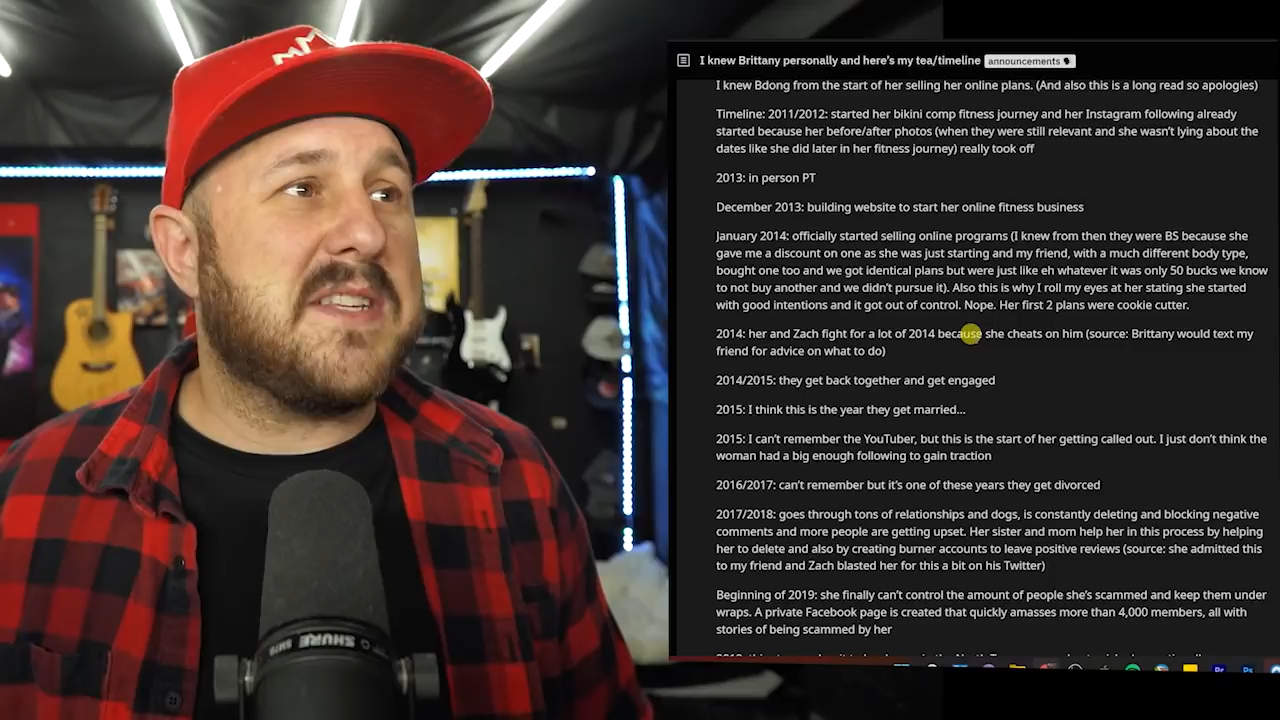 I knew Brittany personally and here's my tea/timeline announcements
I knew Bdong from the start of her selling her online plans. (And also this is a long read so apologies)
Timeline: 2011/2012: started her bikini comp fitness journey and her Instagram following already
started because her before/after photos (when they were still relevant and she wasn't lying about the
dates like she did later in her fitness journey) really took off
2013: in person PT
December 2013: building website to start her online fitness business
January 2014: officially started selling online programs (I knew from then they were BS because she
gave me a discount on one as she was just starting and my friend, with a much different body type,
bought one too and we got identical plans but were just like eh whatever it was only 50 bucks we know
to not buy another and we didn't pursue it). Also this is why I roll my eyes at her stating she started
with good intentions and it got out of control. Nope. Her first 2 plans were cookie cutter.
2014: her and Zach fight for a lot of 2014 because she cheats on him (source: Brittany would text my
friend for advice on what to do)
2014/2015: they get back together and get engaged
2015: I think this is the year they get married...
2015: I can't remember the YouTuber, but this is the start of her getting called out. I just don't think the
woman had a big enough following to gain traction
2016/2017: can't remember but it's one of these years they get divorced
2017/2018: goes through tons of relationships and dogs, is constantly deleting and blocking negative
comments and more people are getting upset. Her sister and mom help her in this process by helping
her to delete and also by creating burner accounts to leave positive reviews (source: she admitted this
to my friend and Zach blasted her for this a bit on his Twitter)
Beginning of 2019: she finally can't control the amount of people she's scammed and keep them under
wraps. A private Facebook page is created that quickly amasses more than 4,000 members, all with
stories of being scammed by her
SHURE
Pr
Ps